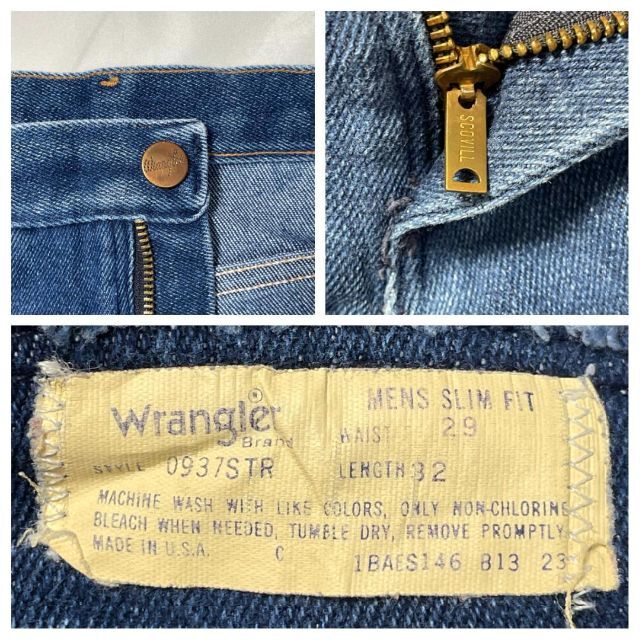 Wrangler
SCOVILL
MENS SLIM FIT
Wrangler®
Brand
WAIST 29
STYLE 0937STR
LENGTH 32
MACHINE WASH WITH LIKE COLORS, ONLY NON-CHLORINE
BLEACH WHEN NEEDED, TUMBLE DRY, REMOVE PROMPTLY
MADE IN U.S.A. C 1BAES146 813 23